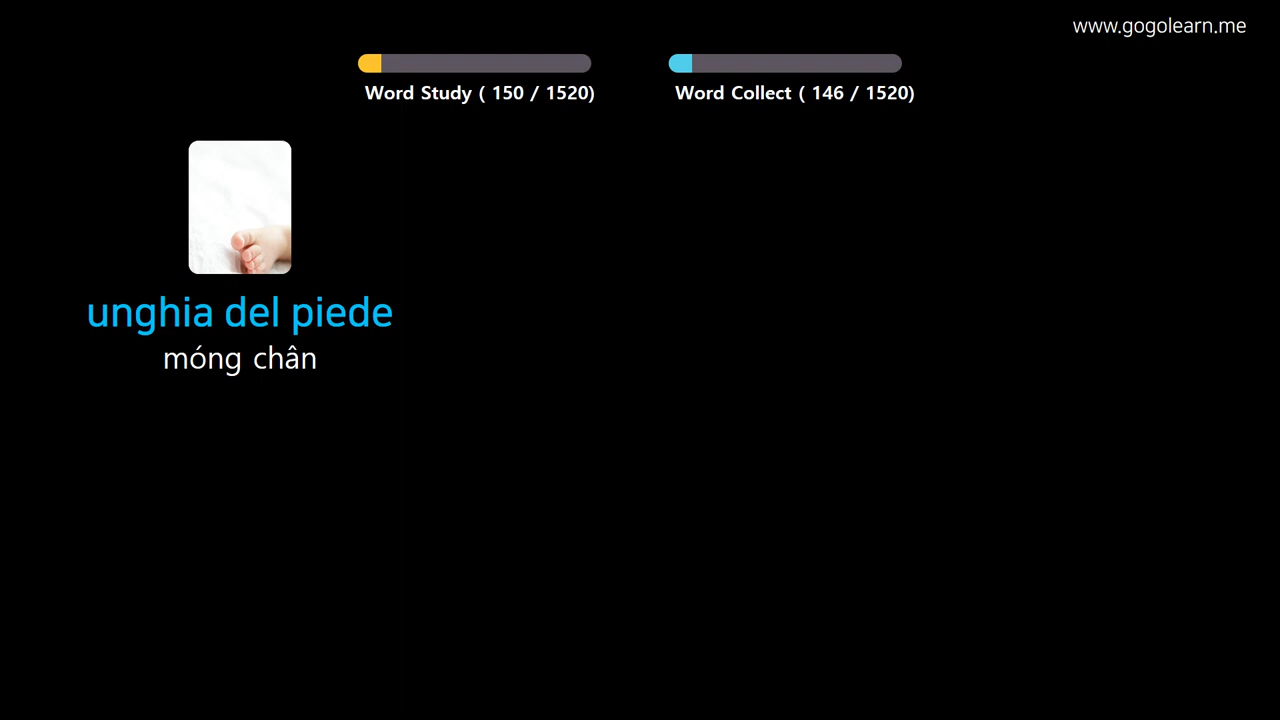 www.gogolearn.me
Word Study ( 150 / 1520)
Word Collect ( 146 / 1520)
unghia del piede
móng chân